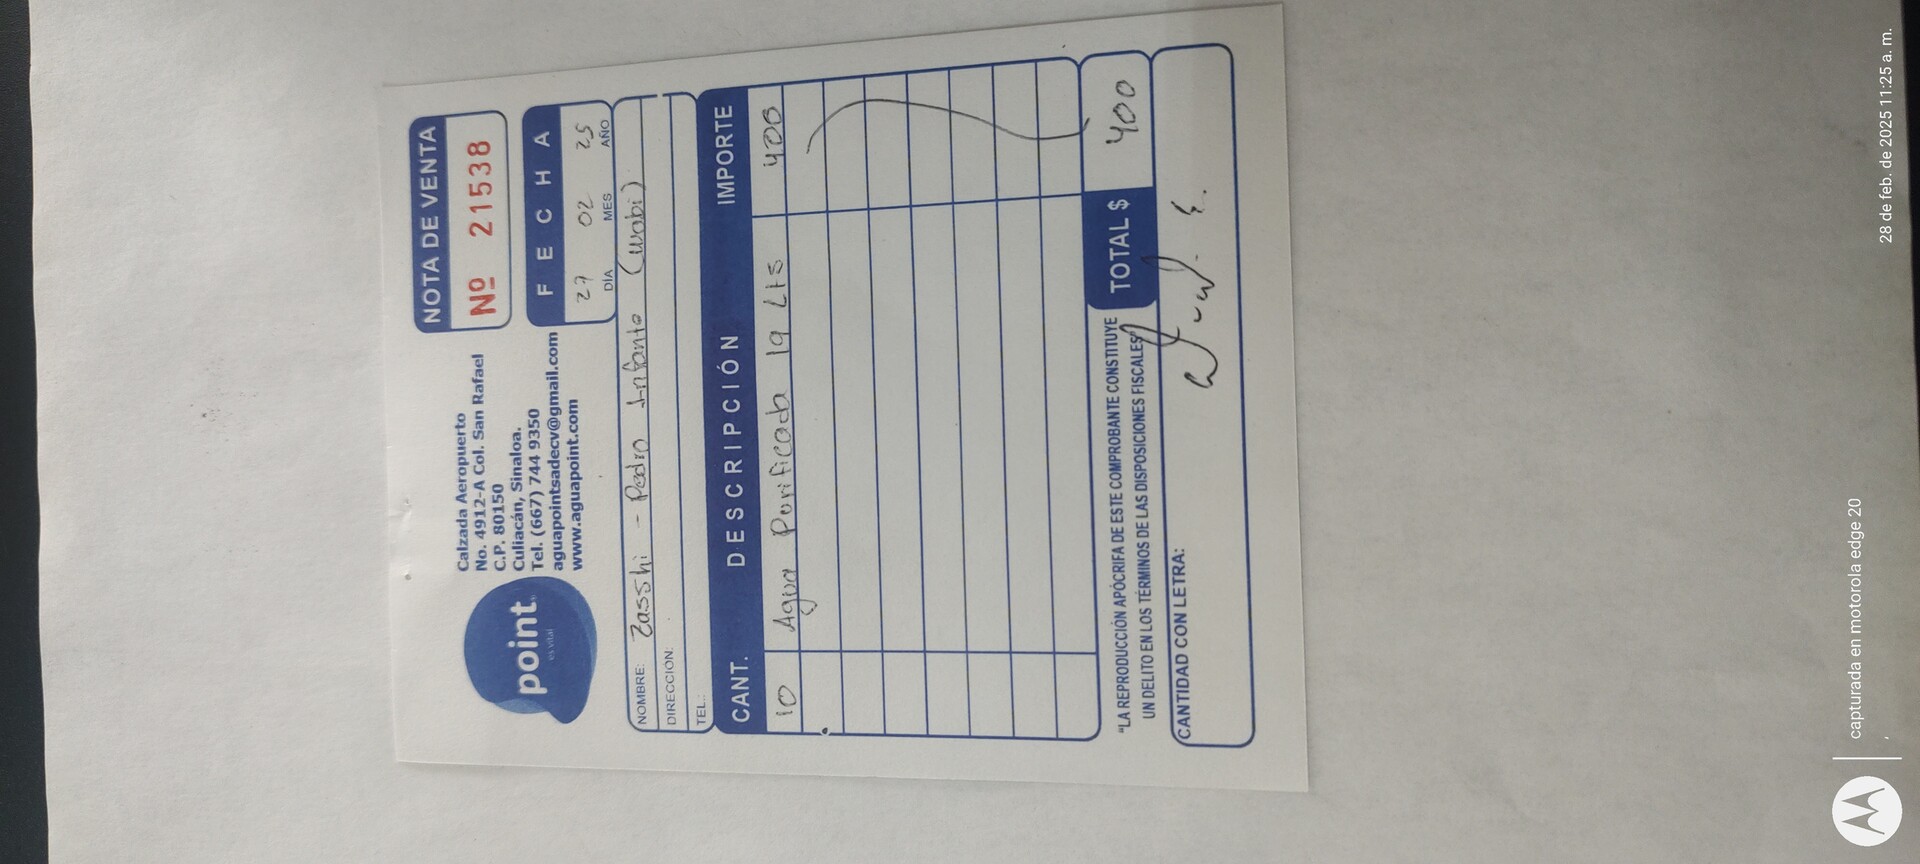 point
es vital
Calzada Aeropuerto
No. 4912-A Col. San Rafael
C.P. 80150
Culiacán, Sinaloa.
Tel. (667) 744 9350
aguapointsadecv@gmail.com
www.aguapoint.com
NOTA DE VENTA
Nº 21538
FECHA
27 02 25
DÍA MES AÑO
NOMBRE: Zasshi - Pedro Infante (wabi)
DIRECCIÓN:
TEL.:
CANT. DESCRIPCIÓN IMPORTE
10 Agua Purificada 19 Lts 400
"LA REPRODUCCIÓN APÓCRIFA DE ESTE COMPROBANTE CONSTITUYE
UN DELITO EN LOS TÉRMINOS DE LAS DISPOSICIONES FISCALES"
TOTAL $ 400
CANTIDAD CON LETRA:
capturada en motorola edge 20
28 de feb. de 2025 11:25 a. m.